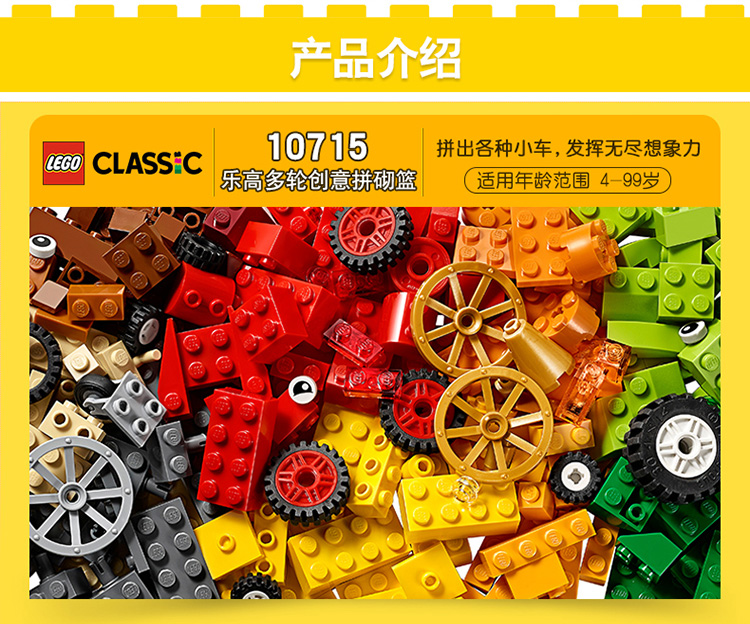 产品介绍
LEGO CLASSIC
10715
乐高多轮创意拼砌篮
拼出各种小车，发挥无尽想象力
适用年龄范围 4-99岁